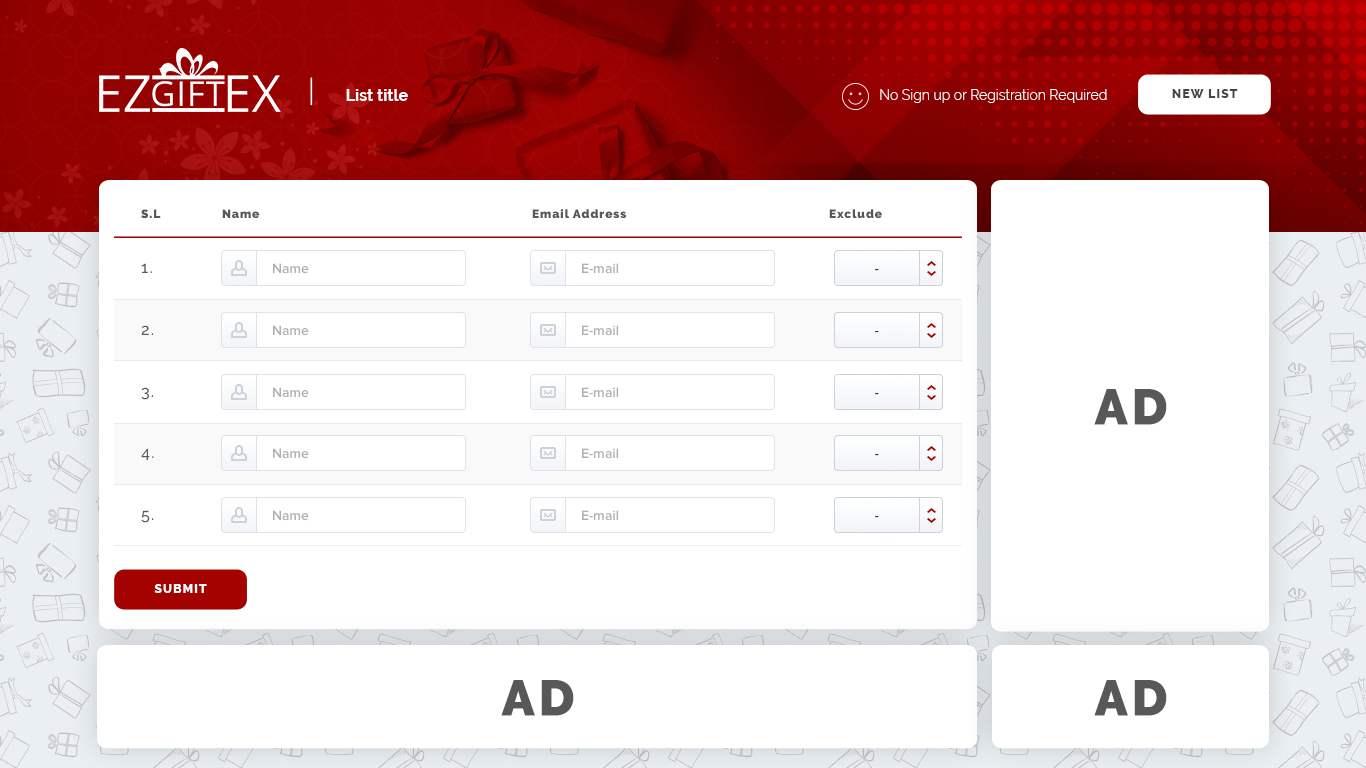 EZGIFTEX
List title
No Sign up or Registration Required
NEW LIST
S.L Name Email Address Exclude
1. Name E-mail -
2. Name E-mail -
3. Name E-mail -
4. Name E-mail -
5. Name E-mail -
SUBMIT
AD
AD
AD